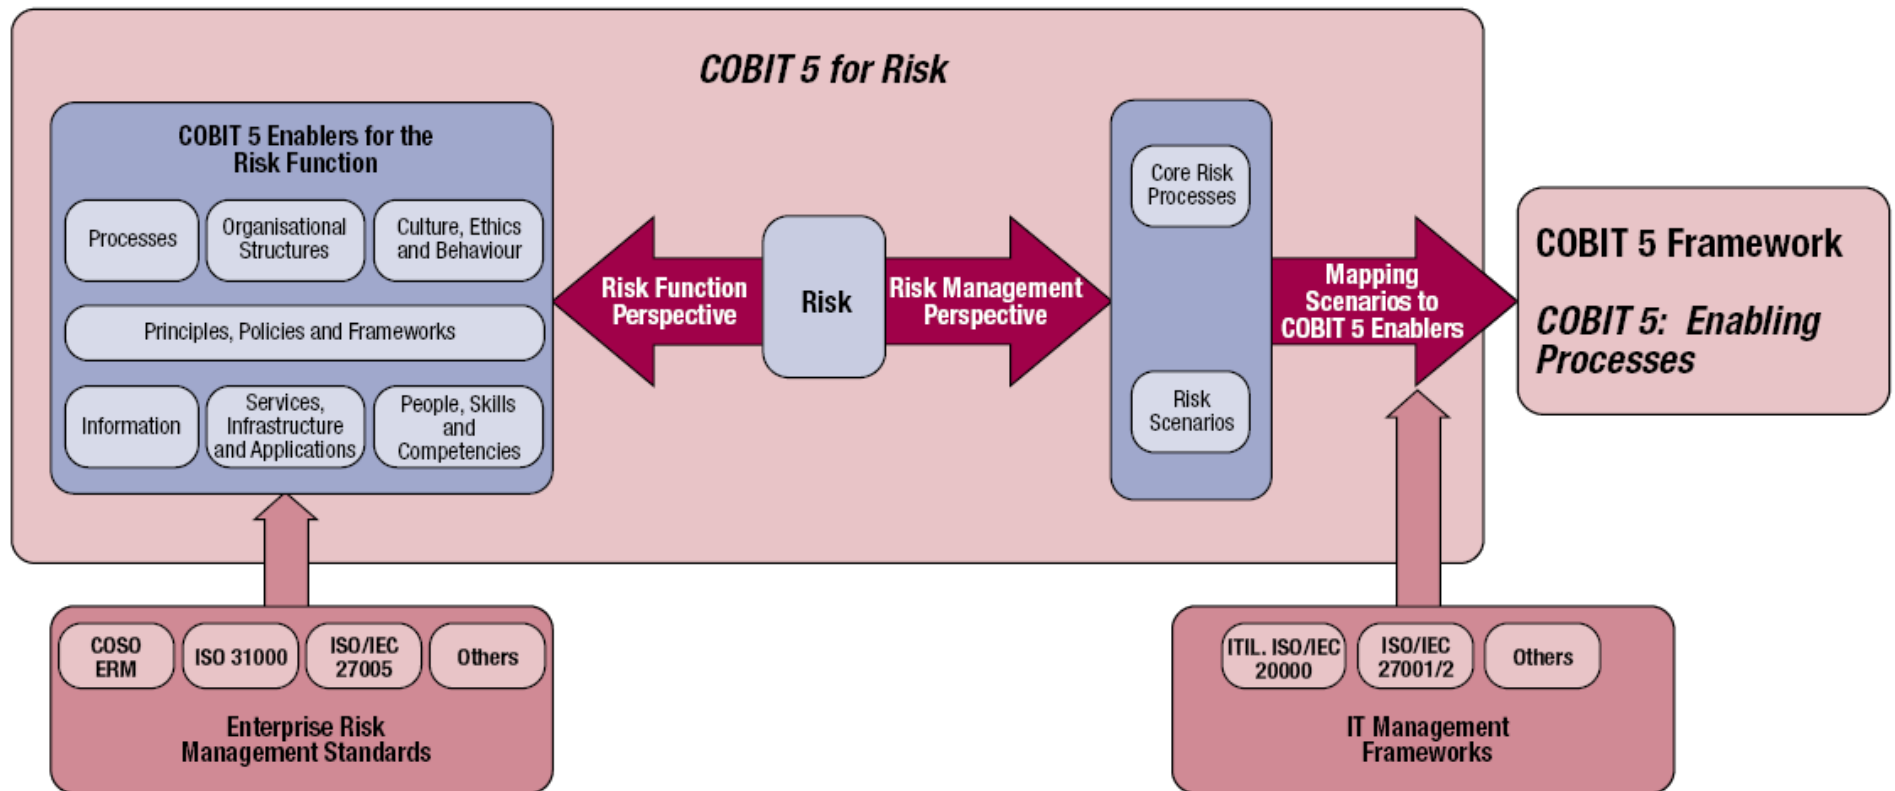 COBIT 5 for Risk
COBIT 5 Enablers for the
Risk Function
Processes
Organisational
Structures
Culture, Ethics
and Behaviour
Principles, Policies and Frameworks
Information
Services,
Infrastructure
and Applications
People, Skills
and
Competencies
Risk Function
Perspective
Risk
Risk Management
Perspective
Core Risk
Processes
Risk
Scenarios
Mapping
Scenarios to
COBIT 5 Enablers
COBIT 5 Framework
COBIT 5: Enabling
Processes
COSO
ERM
ISO 31000
ISO/IEC
27005
Others
Enterprise Risk
Management Standards
ITIL. ISO/IEC
20000
ISO/IEC
27001/2
Others
IT Management
Frameworks